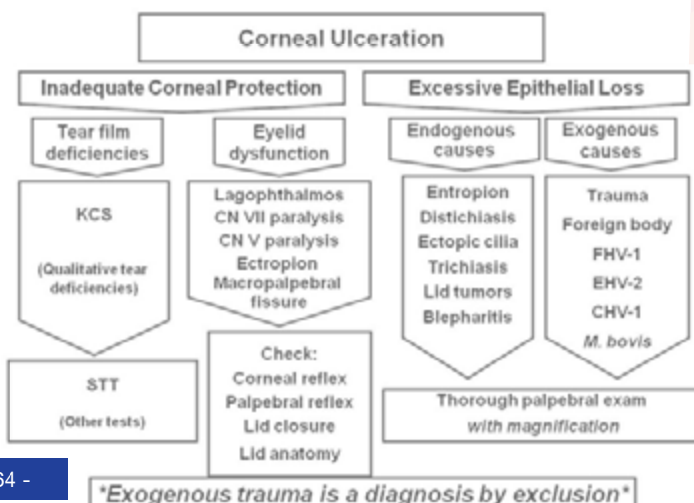 Corneal Ulceration
Inadequate Corneal Protection
Excessive Epithelial Loss
Tear film
deficiencies
Eyelid
dysfunction
Endogenous
causes
Exogenous
causes
KCS
(Qualitative tear
deficiencies)
Lagophthalmos
CN VII paralysis
CN V paralysis
Ectropion
Macropalpebral
fissure
Entropion
Distichiasis
Ectopic cilia
Trichiasis
Lid tumors
Blepharitis
Trauma
Foreign body
FHV-1
EHV-2
CHV-1
M. bovis
STT
(Other tests)
Check:
Corneal reflex
Palpebral reflex
Lid closure
Lid anatomy
Thorough palpebral exam
with magnification
64 -
*Exogenous trauma is a diagnosis by exclusion*